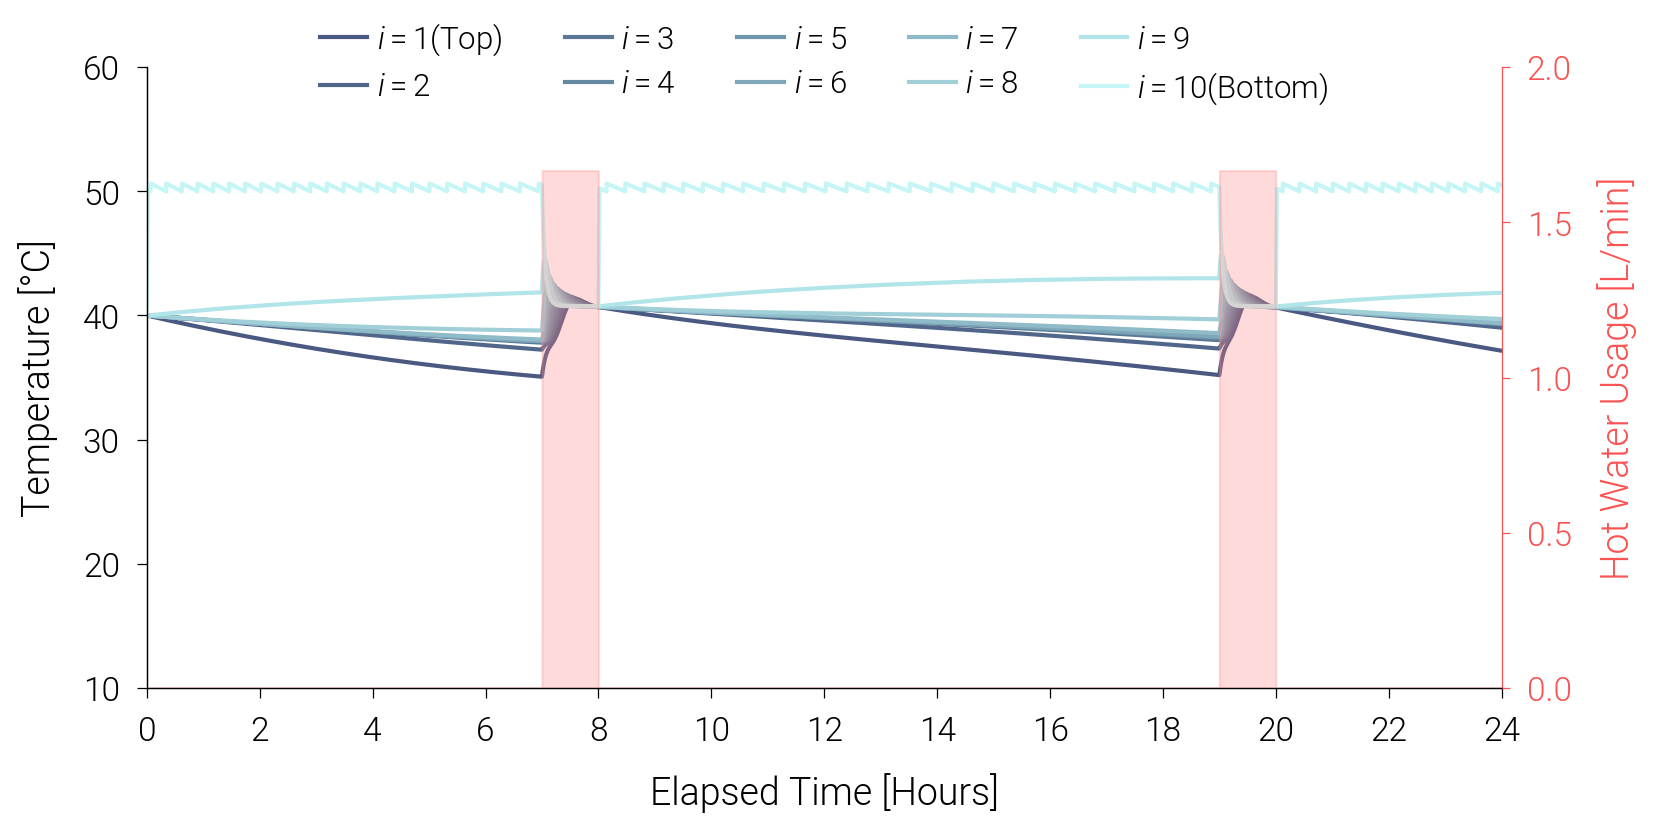 i = 1(Top)
i = 2
i = 3
i = 4
i = 5
i = 6
i = 7
i = 8
i = 9
i = 10(Bottom)
Temperature [°C]
60
50
40
30
20
10
0 2 4 6 8 10 12 14 16 18 20 22 24
Elapsed Time [Hours]
2.0
1.5
1.0
0.5
0.0
Hot Water Usage [L/min]